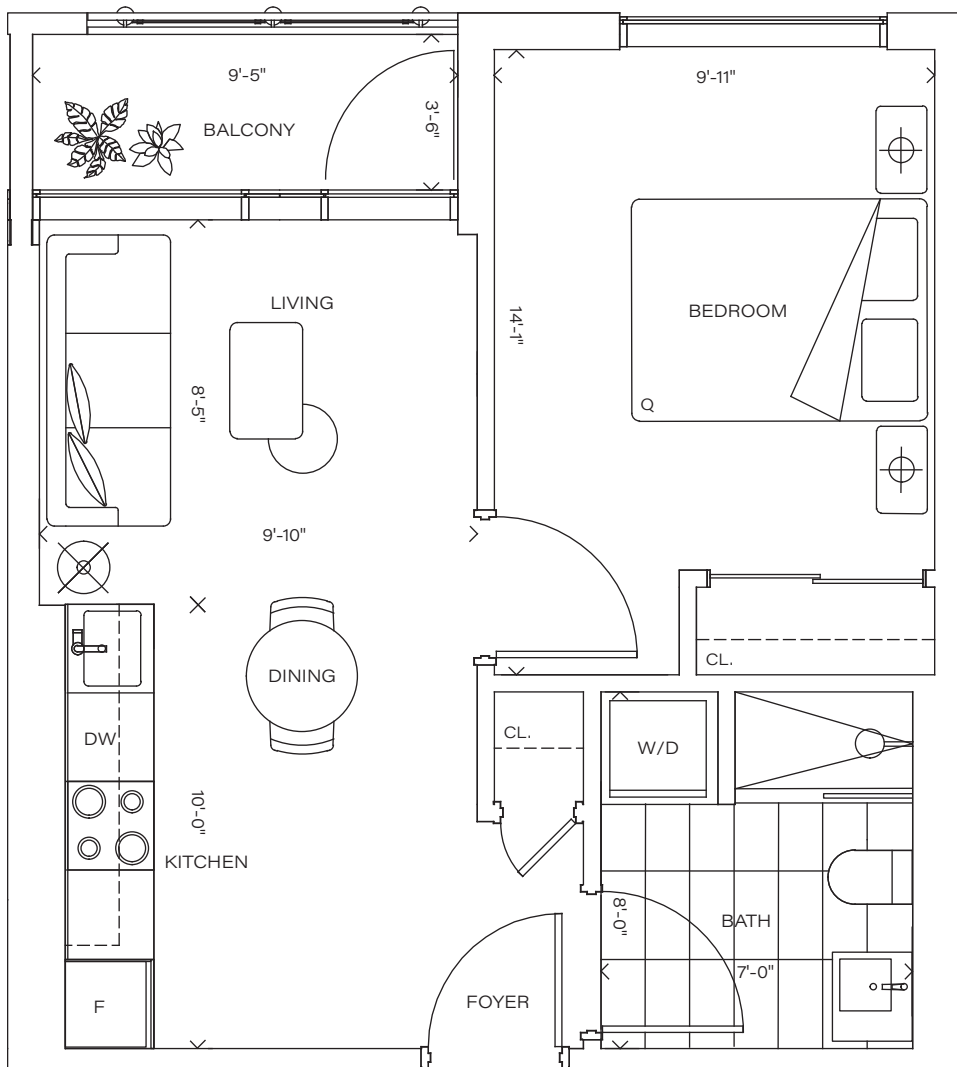 9'-5"
9'-11"
3'-6"
BALCONY
LIVING
BEDROOM
14'-1"
8'-5"
Q
9'-10"
CL.
DINING
CL.
DW
W/D
10'-0"
KITCHEN
8'-0"
BATH
7'-0"
F
FOYER